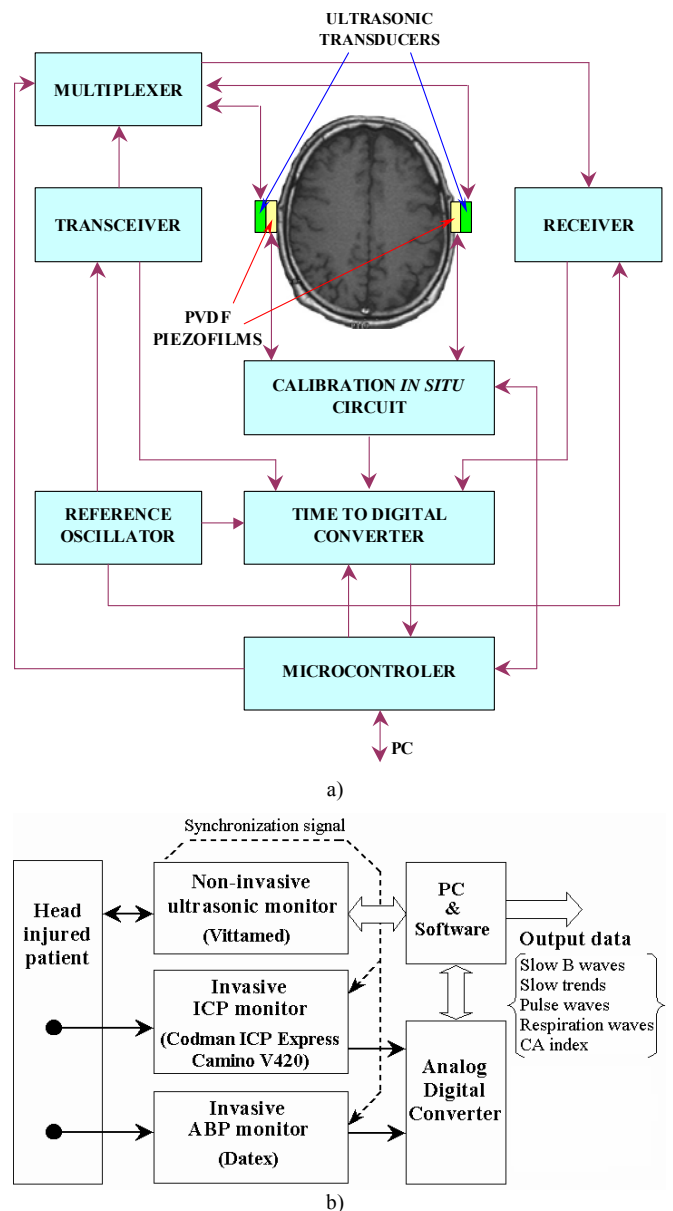 ULTRASONIC
TRANSDUCERS
MULTIPLEXER
TRANSCEIVER
RECEIVER
PVDF
PIEZOFILMS
CALIBRATION IN SITU
CIRCUIT
REFERENCE
OSCILLATOR
TIME TO DIGITAL
CONVERTER
MICROCONTROLER
PC
a)
Synchronization signal
Head
injured
patient
Non-invasive
ultrasonic monitor
(Vittamed)
PC
&
Software
Output data
Slow B waves
Slow trends
Pulse waves
Respiration waves
CA index
Invasive
ICP monitor
(Codman ICP Express
Camino V420)
Analog
Digital
Converter
Invasive
ABP monitor
(Datex)
b)